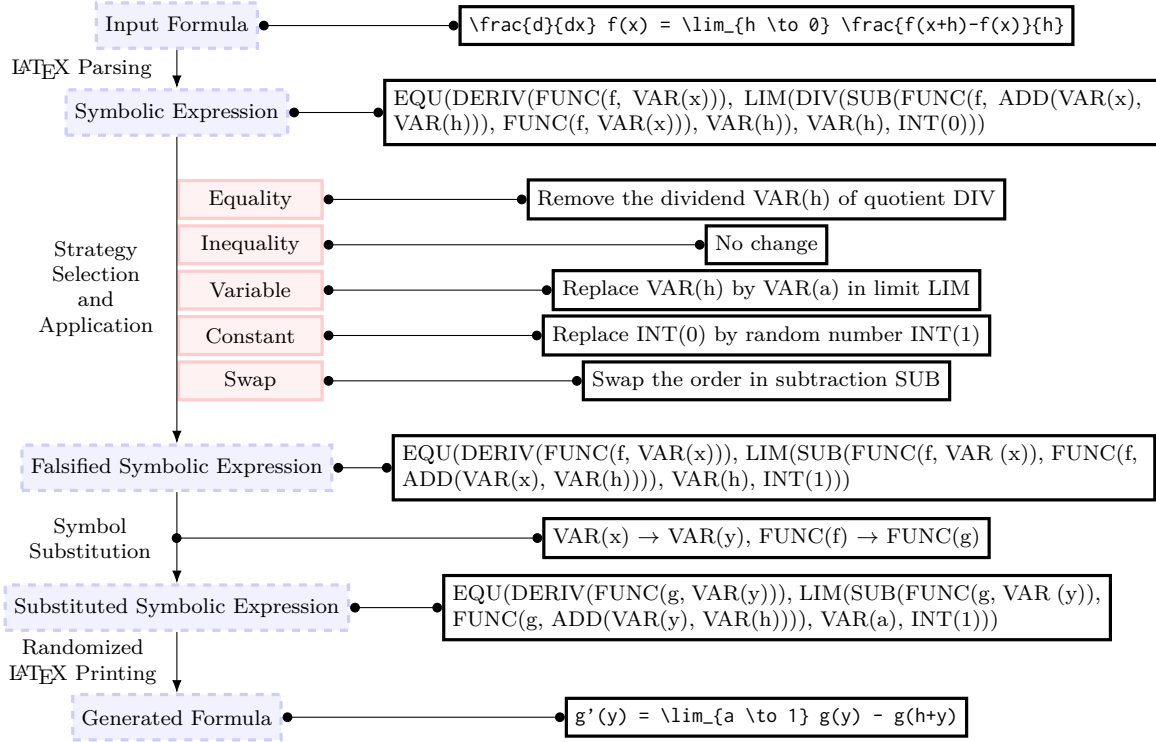 Input Formula
\frac{d}{dx} f(x) = \lim_{h \to 0} \frac{f(x+h)-f(x)}{h}
LATEX Parsing
Symbolic Expression
EQU(DERIV(FUNC(f, VAR(x))), LIM(DIV(SUB(FUNC(f, ADD(VAR(x),
VAR(h))), FUNC(f, VAR(x))), VAR(h)), VAR(h), INT(0)))
Strategy
Selection
and
Application
Equality
Remove the dividend VAR(h) of quotient DIV
Inequality
No change
Variable
Replace VAR(h) by VAR(a) in limit LIM
Constant
Replace INT(0) by random number INT(1)
Swap
Swap the order in subtraction SUB
Falsified Symbolic Expression
EQU(DERIV(FUNC(f, VAR(x))), LIM(SUB(FUNC(f, VAR (x)), FUNC(f,
ADD(VAR(x), VAR(h)))), VAR(h), INT(1)))
Symbol
Substitution
VAR(x) → VAR(y), FUNC(f) → FUNC(g)
Substituted Symbolic Expression
EQU(DERIV(FUNC(g, VAR(y))), LIM(SUB(FUNC(g, VAR (y)),
FUNC(g, ADD(VAR(y), VAR(h)))), VAR(a), INT(1)))
Randomized
LATEX Printing
Generated Formula
g’(y) = \lim_{a \to 1} g(y) - g(h+y)